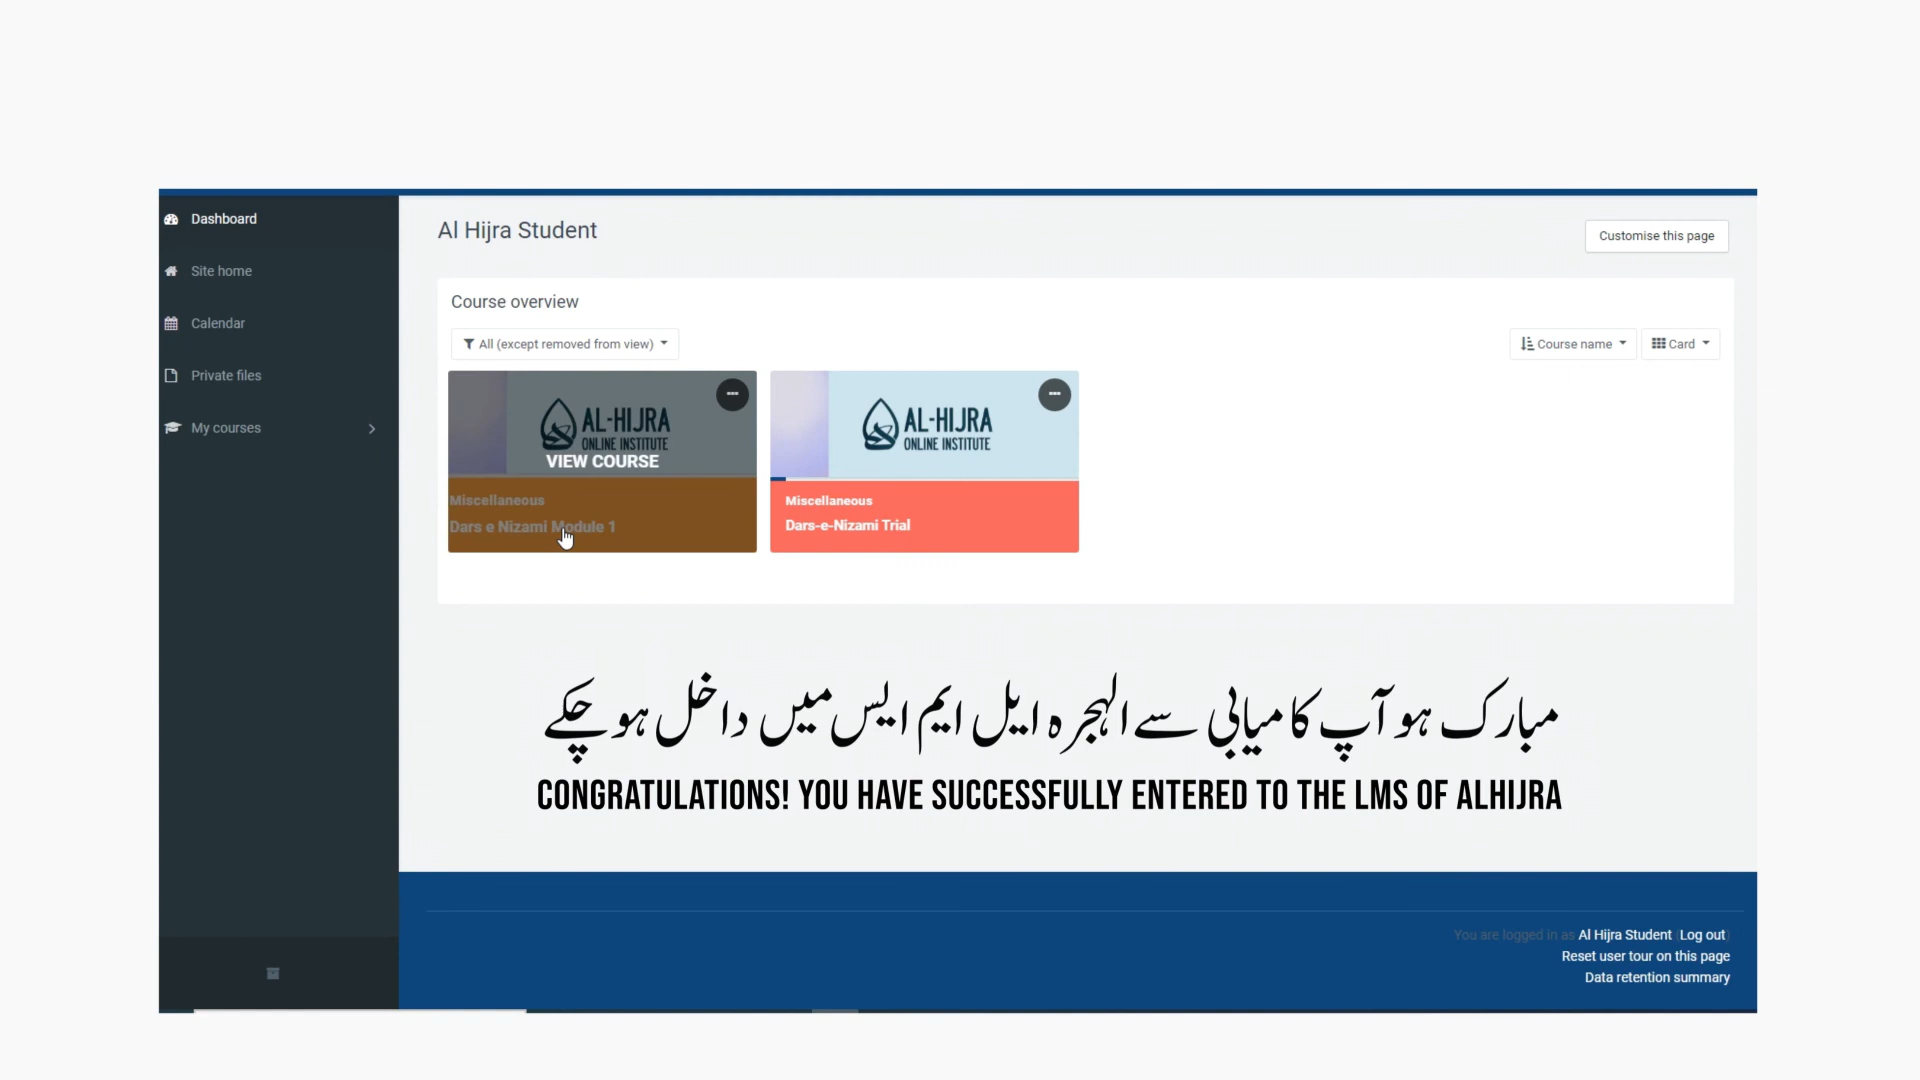 Dashboard
Al Hijra Student
Customise this page
Site home
Calendar
Private files
My courses
Course overview
All (except removed from view)
Course name
Card
AL-HIJRA
ONLINE INSTITUTE
VIEW COURSE
Miscellaneous
Dars e Nizami Module 1
AL-HIJRA
ONLINE INSTITUTE
Miscellaneous
Dars-e-Nizami Trial
مبارک ہو آپ کامیابی سے الہجرہ ایل ایم ایس میں داخل ہو چکے
CONGRATULATIONS! YOU HAVE SUCCESSFULLY ENTERED TO THE LMS OF ALHIJRA
You are logged in as Al Hijra Student (Log out)
Reset user tour on this page
Data retention summary